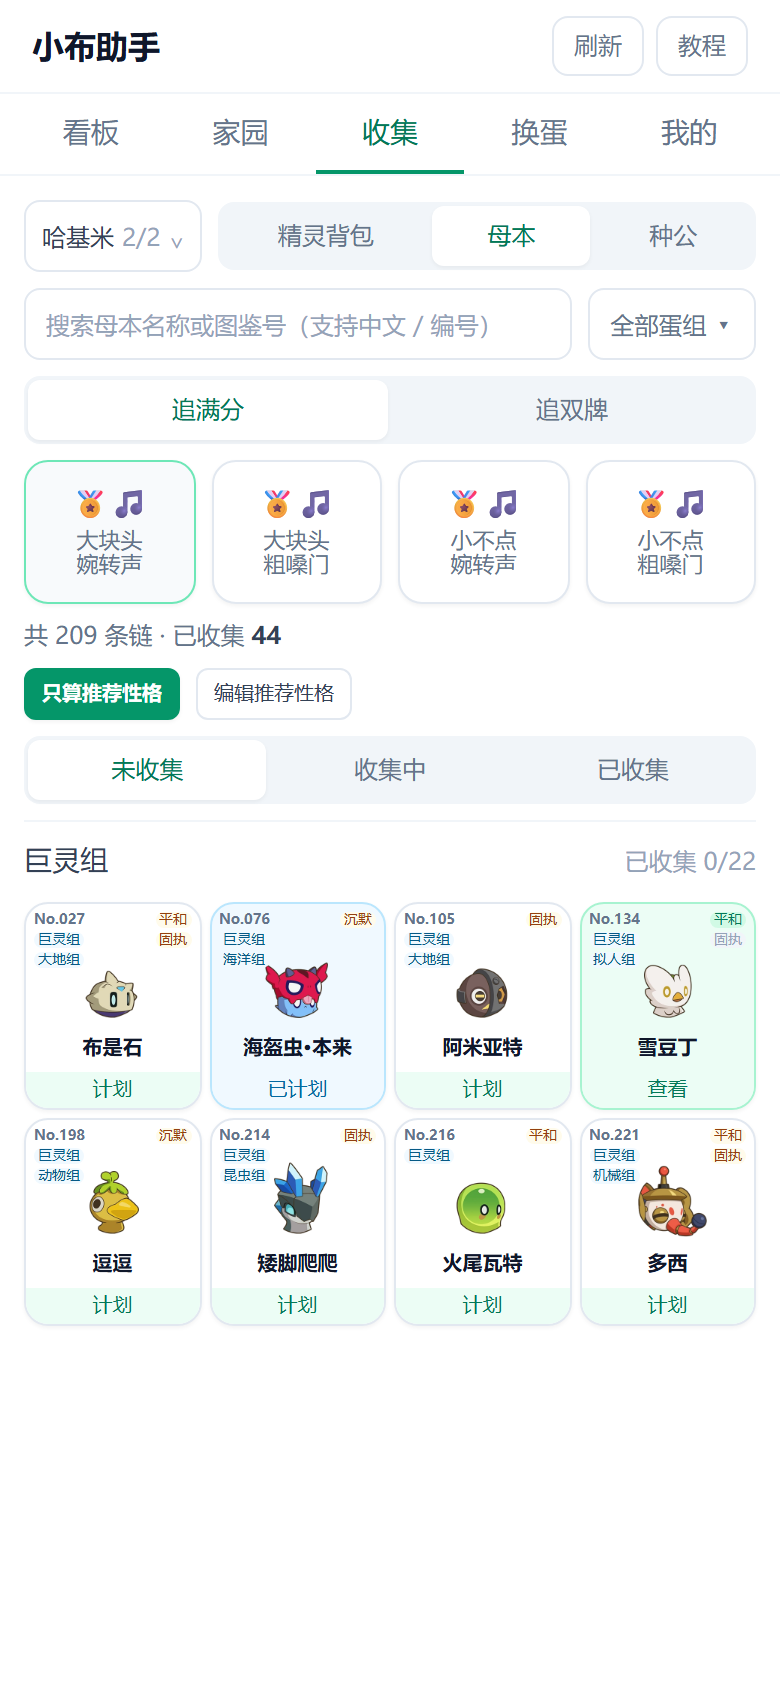 小布助手
刷新
教程
看板
家园
收集
换蛋
我的
哈基米 2/2
精灵背包
母本
种公
搜索母本名称或图鉴号（支持中文 / 编号）
全部蛋组 ▼
追满分
追双牌
大块头
婉转声
大块头
粗嗓门
小不点
婉转声
小不点
粗嗓门
共 209 条链 · 已收集 44
只算推荐性格
编辑推荐性格
未收集
收集中
已收集
巨灵组
已收集 0/22
No.027
平和
巨灵组
固执
大地组
布是石
计划
No.076
沉默
巨灵组
海洋组
海盔虫•本来
已计划
No.105
固执
巨灵组
大地组
阿米亚特
计划
No.134
平和
巨灵组
固执
拟人组
雪豆丁
查看
No.198
沉默
巨灵组
动物组
逗逗
计划
No.214
固执
巨灵组
昆虫组
矮脚爬爬
计划
No.216
平和
巨灵组
火尾瓦特
计划
No.221
平和
巨灵组
固执
机械组
多西
计划